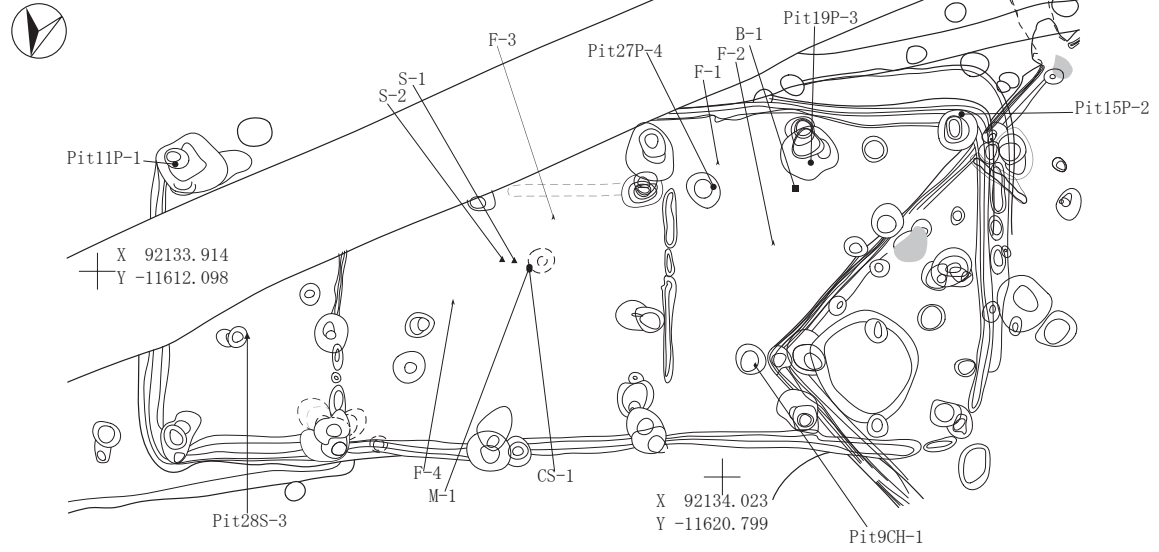 Pit19P-3
B-1
F-3
Pit27P-4
F-2
F-1
S-1
S-2
Pit15P-2
Pit11P-1
X 92133.914
Y -11612.098
F-4
CS-1
M-1
X 92134.023
Pit28S-3
Y -11620.799
Pit9CH-1